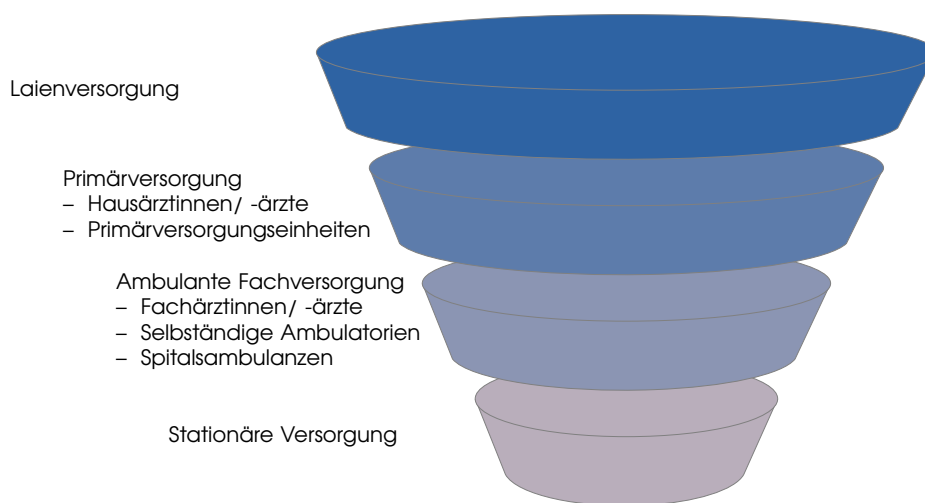 Laienversorgung
Primärversorgung
– Hausärztinnen/ -ärzte
– Primärversorgungseinheiten
Ambulante Fachversorgung
– Fachärztinnen/ -ärzte
– Selbständige Ambulatorien
– Spitalsambulanzen
Stationäre Versorgung